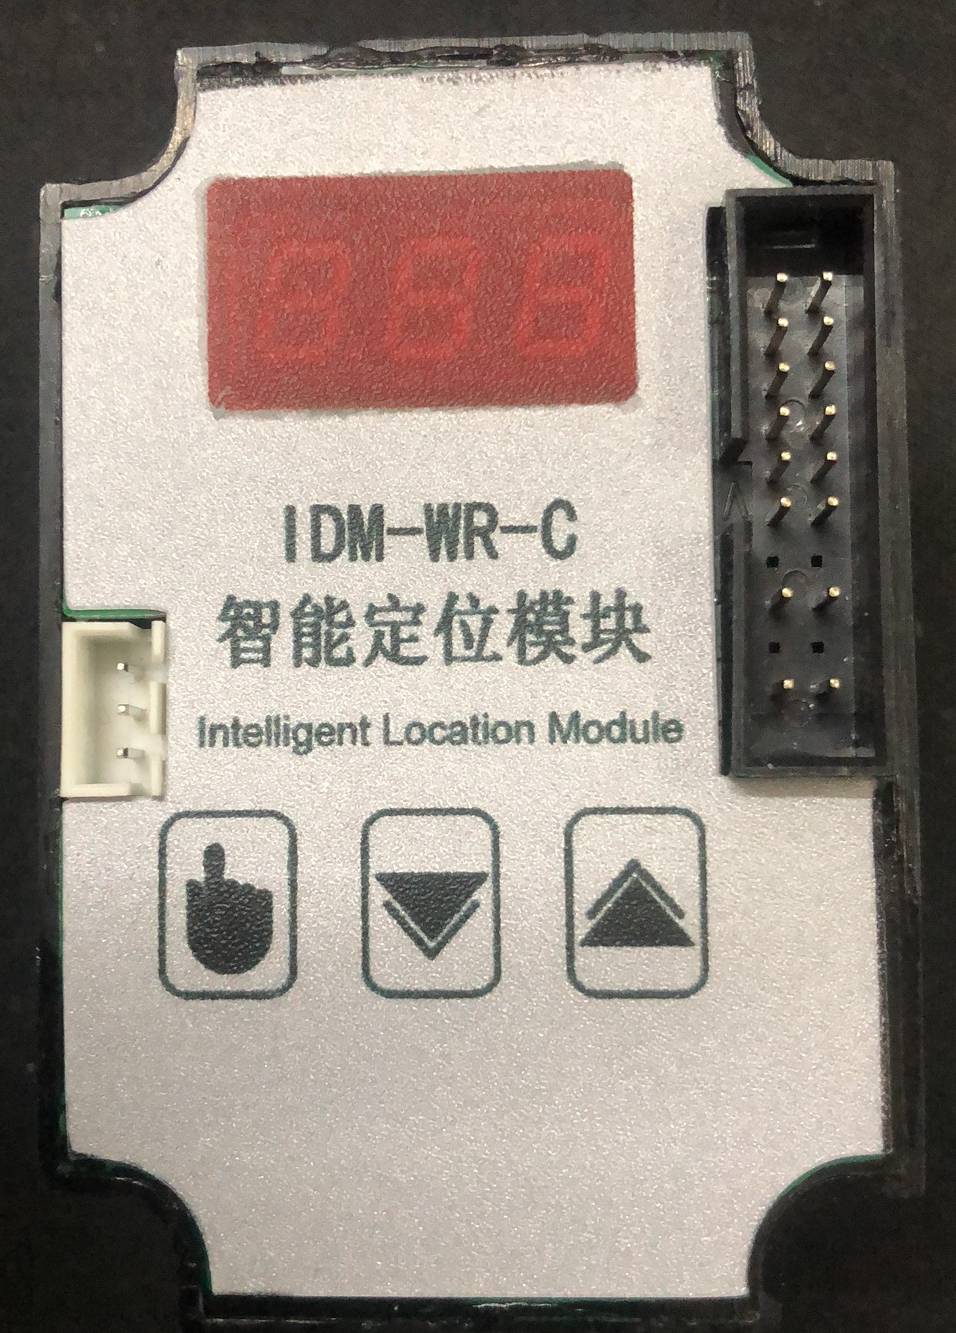 IDM-WR-C
智能定位模块
Intelligent Location Module